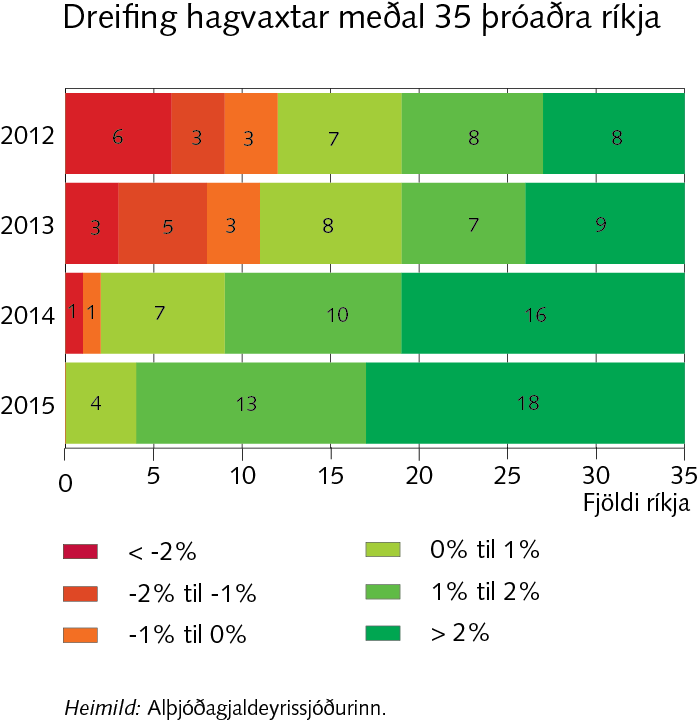 Dreifing hagvaxtar meðal 35 þróaðra ríkja
2012 6 3 3 7 8 8
2013 3 5 3 8 7 9
2014 1 1 7 10 16
2015 4 13 18
0 5 10 15 20 25 30 35
Fjöldi ríkja
< -2% 0% til 1%
-2% til -1% 1% til 2%
-1% til 0% > 2%
Heimild: Alþjóðagjaldeyrissjóðurinn.